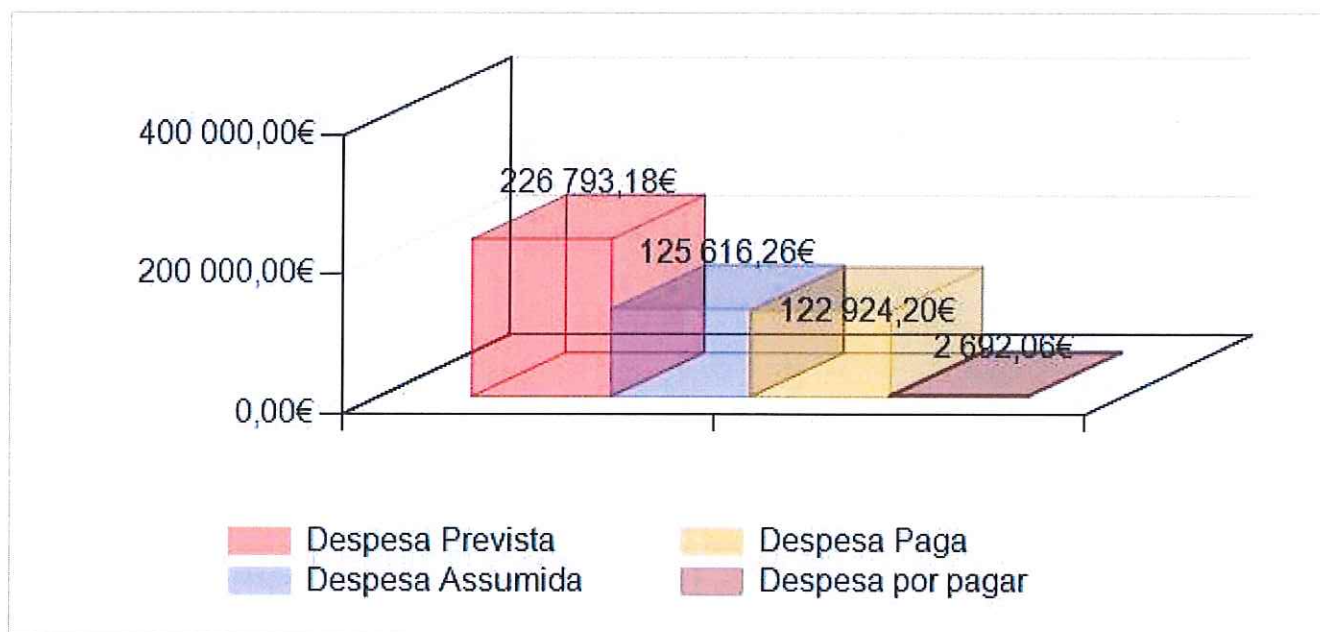 400 000,00€
226 793,18€
125 616,26€
200 000,00€
122 924,20€
2 692,06€
0,00€
Despesa Prevista
Despesa Paga
Despesa Assumida
Despesa por pagar